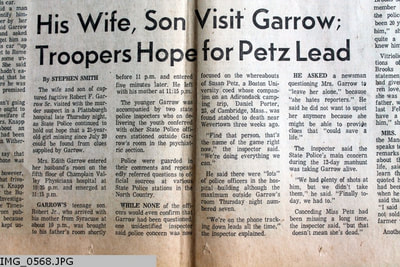 His Wife, Son Visit Garrow;
Troopers Hope for Petz Lead
By STEPHEN SMITH
The wife and son of cap-
tured fugitive Robert F. Gar-
row Sr. visited with the mur-
der suspect in a Plattsburgh
hospital late Thursday night,
as State Police continued to
hold out hope that a 21-year-
old girl missing since July 20
could be found from clues
supplied by Garrow.
Mrs. Edith Garrow entered
her husband's room on the
fifth floor of Champlain Valley
Physicians hospital at
10:35 p.m. and emerged at
11:15 p.m.
GARROW'S teenage son,
Robert Jr., who arrived with
his mother from Syracuse at
about 10 p.m., was brought
to his father's room shortly
before 11 p.m. and entered
five minutes later. He left
with his mother at 11:15 p.m.
The younger Garrow was
accompanied by two state
police inspectors who on de-
livering the youth conferred
with other State Police offi-
cers stationed outside Gar-
row's room in the psychiatric
section.
Police were guarded in
their comments and repeat-
edly referred questions to of-
ficial sources at various
State Police stations in the
North Country.
WHILE NONE of the offi-
cers would even confirm that
Garrow had been questioned,
one unidentified inspector
said police concern was now
focused on the whereabouts
of Susan Petz, a Boston Uni-
versity coed whose compan-
ion on an Adirondack camp-
ing trip, Daniel Porter,
23, of Cambridge, Mass., was
found stabbed to death near
Wevertown three weeks ago.
"Find that person, that's
the name of the game right
now," the inspector said.
"We're doing everything we
can."
He said there were "lots"
of police officers in the hos-
pital building although the
maximum outside Garrow's
room Thursday night num-
bered seven.
"We're on the phone track-
ing down leads all the time,"
the inspector explained.
HE ASKED a newsman
questioning Mrs. Garrow to
"leave her alone," because
"she hates reporters." He
said he did not want to upset
her anymore because she
might be able to provide
clues that "could save a
life."
The inspector said the
State Police's main concern
during the 12-day manhunt
was taking Garrow alive.
"We had plenty of shots at
him, but we didn't take
them," he said. "Finally to-
day, we had to."
Conceding Miss Petz had
been missing a long time,
the inspector said, "but that
doesn't mean she's dead."
IMG_0568.JPG